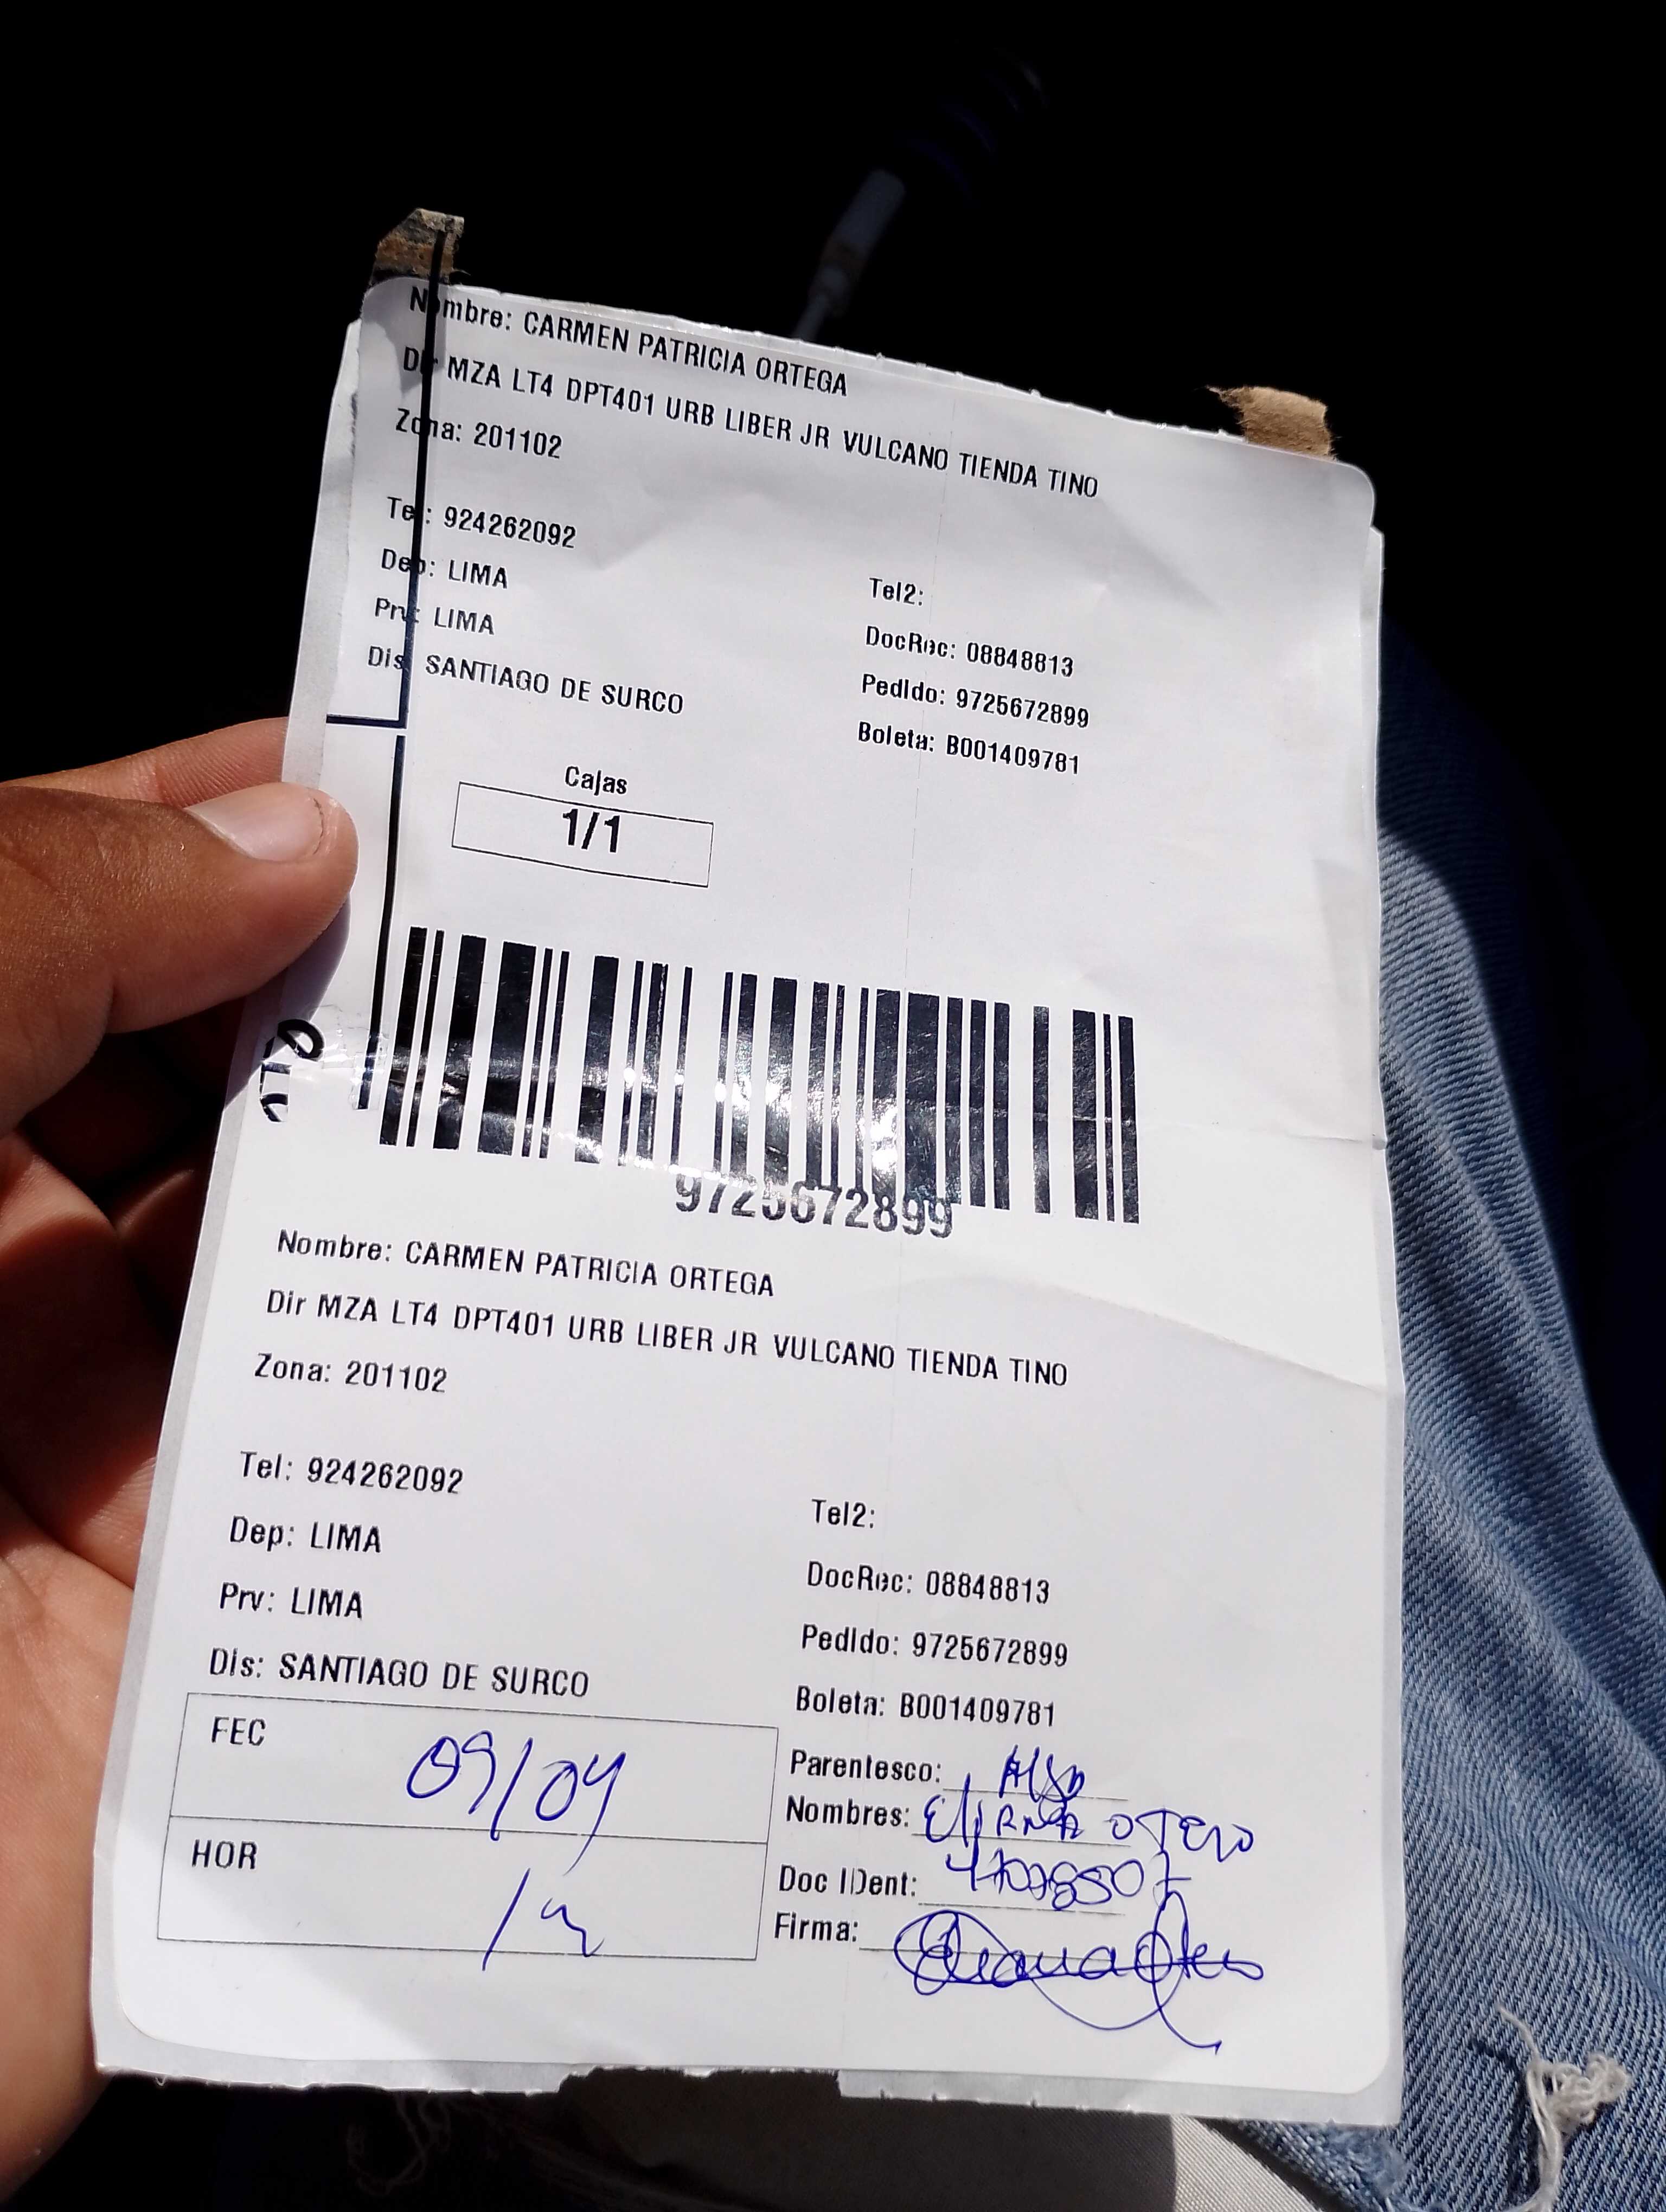 Nombre: CARMEN PATRICIA ORTEGA
Dir MZA LT4 DPT401 URB LIBER JR VULCANO TIENDA TINO
Zona: 201102
Tel: 924262092
Dep: LIMA
Tel2:
Prv: LIMA
DocRec: 08848813
Dis: SANTIAGO DE SURCO
Pedido: 9725672899
Boleta: B001409781
Cajas
1/1
9725672899
Nombre: CARMEN PATRICIA ORTEGA
Dir MZA LT4 DPT401 URB LIBER JR VULCANO TIENDA TINO
Zona: 201102
Tel: 924262092
Tel2:
Dep: LIMA
DocRec: 08848813
Prv: LIMA
Pedido: 9725672899
Dis: SANTIAGO DE SURCO
Boleta: B001409781
FEC 09/04
Parentesco:
Nombres: OTERO
HOR
Doc IDent:
Firma: